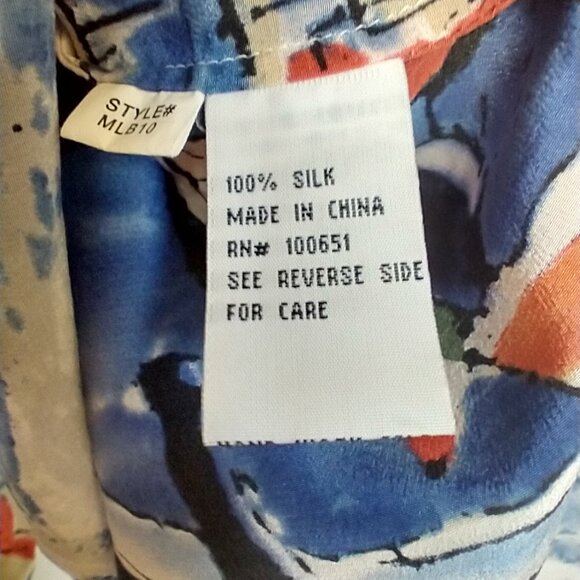 STYLE#
MLB10
100% SILK
MADE IN CHINA
RN# 100651
SEE REVERSE SIDE
FOR CARE